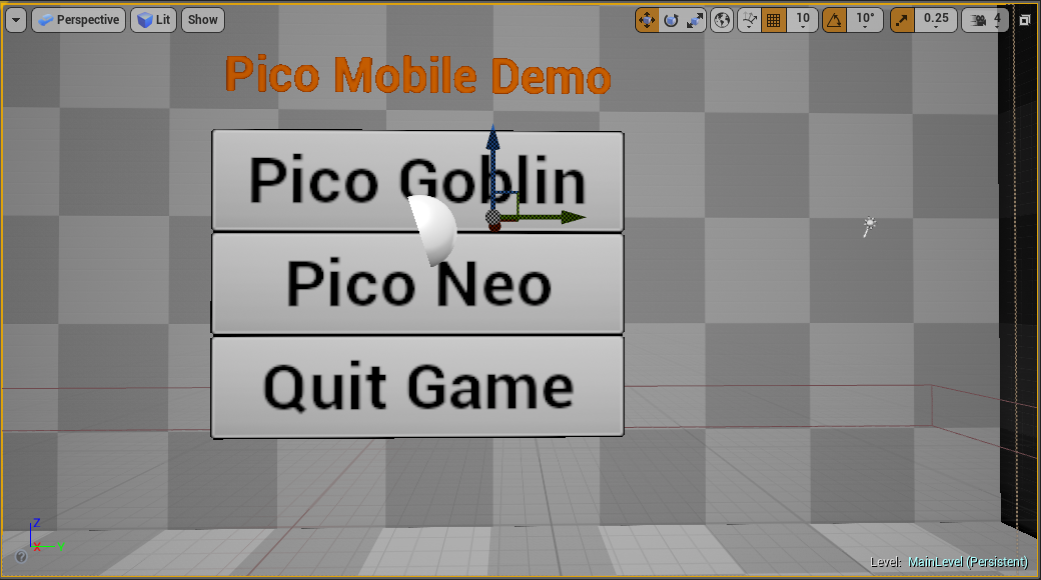 Perspective Lit Show 10 10° 0.25 4
Pico Mobile Demo
Pico Goblin
Pico Neo
Quit Game
Z
X Y
?
Level: MainLevel (Persistent)